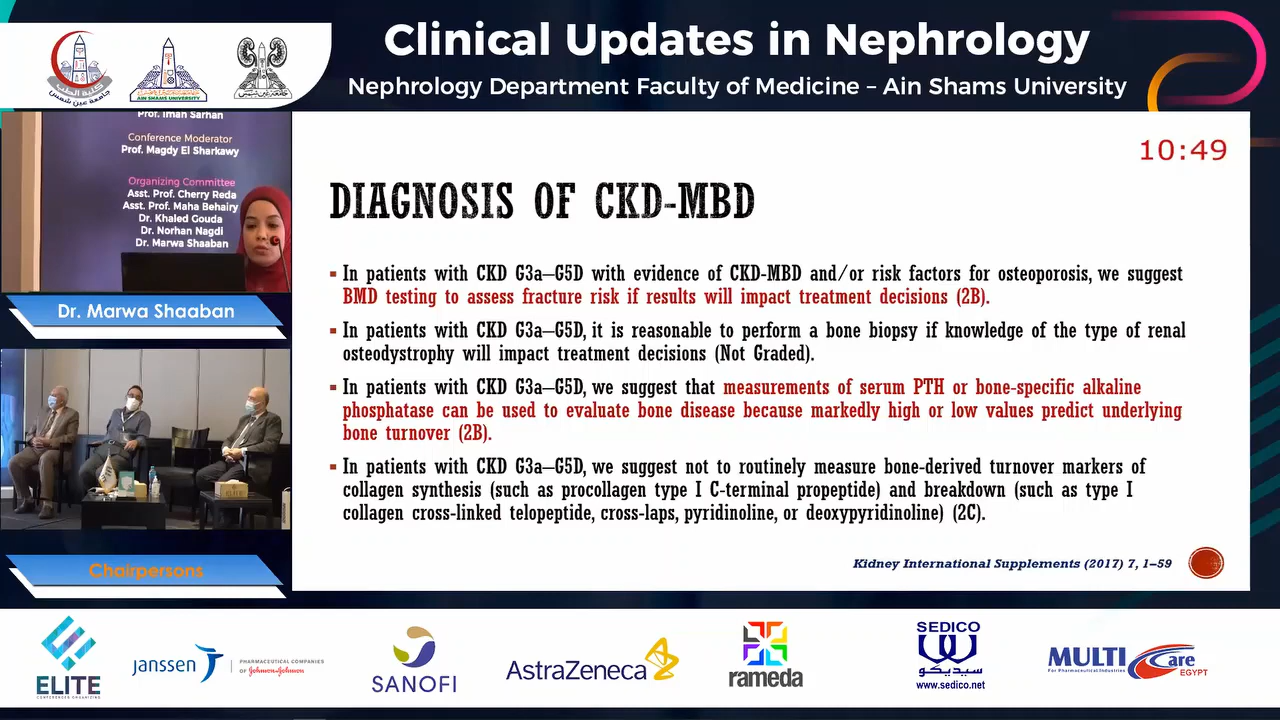 Clinical Updates in Nephrology
Nephrology Department Faculty of Medicine – Ain Shams University
AIN SHAMS UNIVERSITY
Prof. Iman Sarhan
Conference Moderator
Prof. Magdy El Sharkawy
Organizing Committee
Asst. Prof. Cherry Reda
Asst. Prof. Maha Behairy
Dr. Khaled Gouda
Dr. Norhan Nagdi
Dr. Marwa Shaaban
Dr. Marwa Shaaban
Chairpersons
10:49
DIAGNOSIS OF CKD-MBD
▪ In patients with CKD G3a–G5D with evidence of CKD-MBD and/or risk factors for osteoporosis, we suggest
BMD testing to assess fracture risk if results will impact treatment decisions (2B).
▪ In patients with CKD G3a–G5D, it is reasonable to perform a bone biopsy if knowledge of the type of renal
osteodystrophy will impact treatment decisions (Not Graded).
▪ In patients with CKD G3a–G5D, we suggest that measurements of serum PTH or bone-specific alkaline
phosphatase can be used to evaluate bone disease because markedly high or low values predict underlying
bone turnover (2B).
▪ In patients with CKD G3a–G5D, we suggest not to routinely measure bone-derived turnover markers of
collagen synthesis (such as procollagen type I C-terminal propeptide) and breakdown (such as type I
collagen cross-linked telopeptide, cross-laps, pyridinoline, or deoxypyridinoline) (2C).
Kidney International Supplements (2017) 7, 1–59
ELITE
CONFERENCES ORGANIZING
janssen
PHARMACEUTICAL COMPANIES
OF Johnson & Johnson
SANOFI
AstraZeneca
rameda
SEDICO
سيديكو
www.sedico.net
MULTI Care
For Pharmaceutical Industries
EGYPT